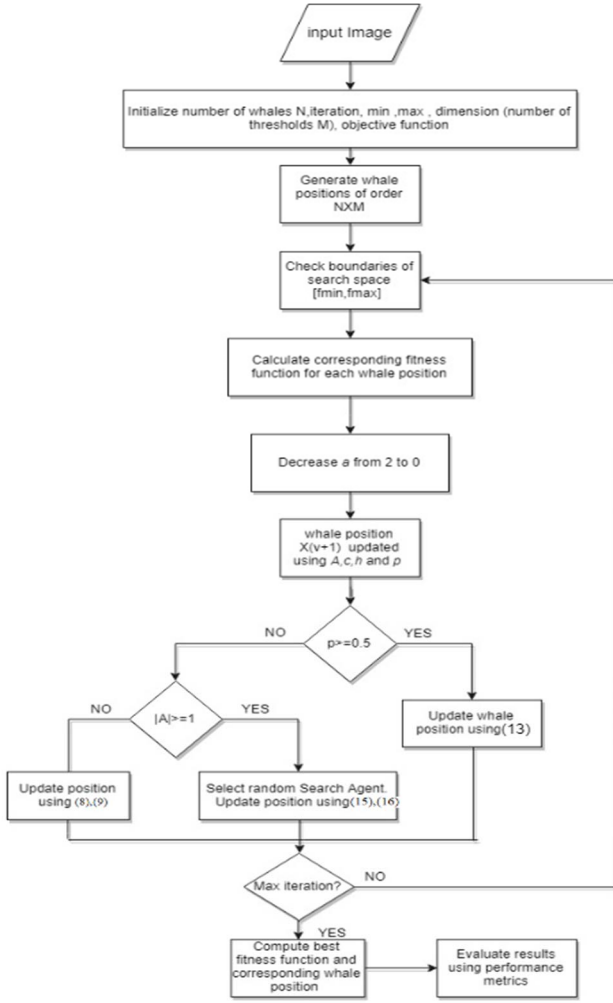 input Image
Initialize number of whales N,iteration, min ,max , dimension (number of
thresholds M), objective function
Generate whale
positions of order
NXM
Check boundaries of
search space
[fmin,fmax]
Calculate corresponding fitness
function for each whale position
Decrease a from 2 to 0
whale position
X(v+1) updated
using A,c,h and p
NO
p>=0.5
YES
NO
|A|>=1
YES
Update whale
position using(13)
Update position
using (8),(9)
Select random Search Agent.
Update position using(15),(16)
Max iteration?
NO
YES
Compute best
fitness function and
corresponding whale
position
Evaluate results
using performance
metrics